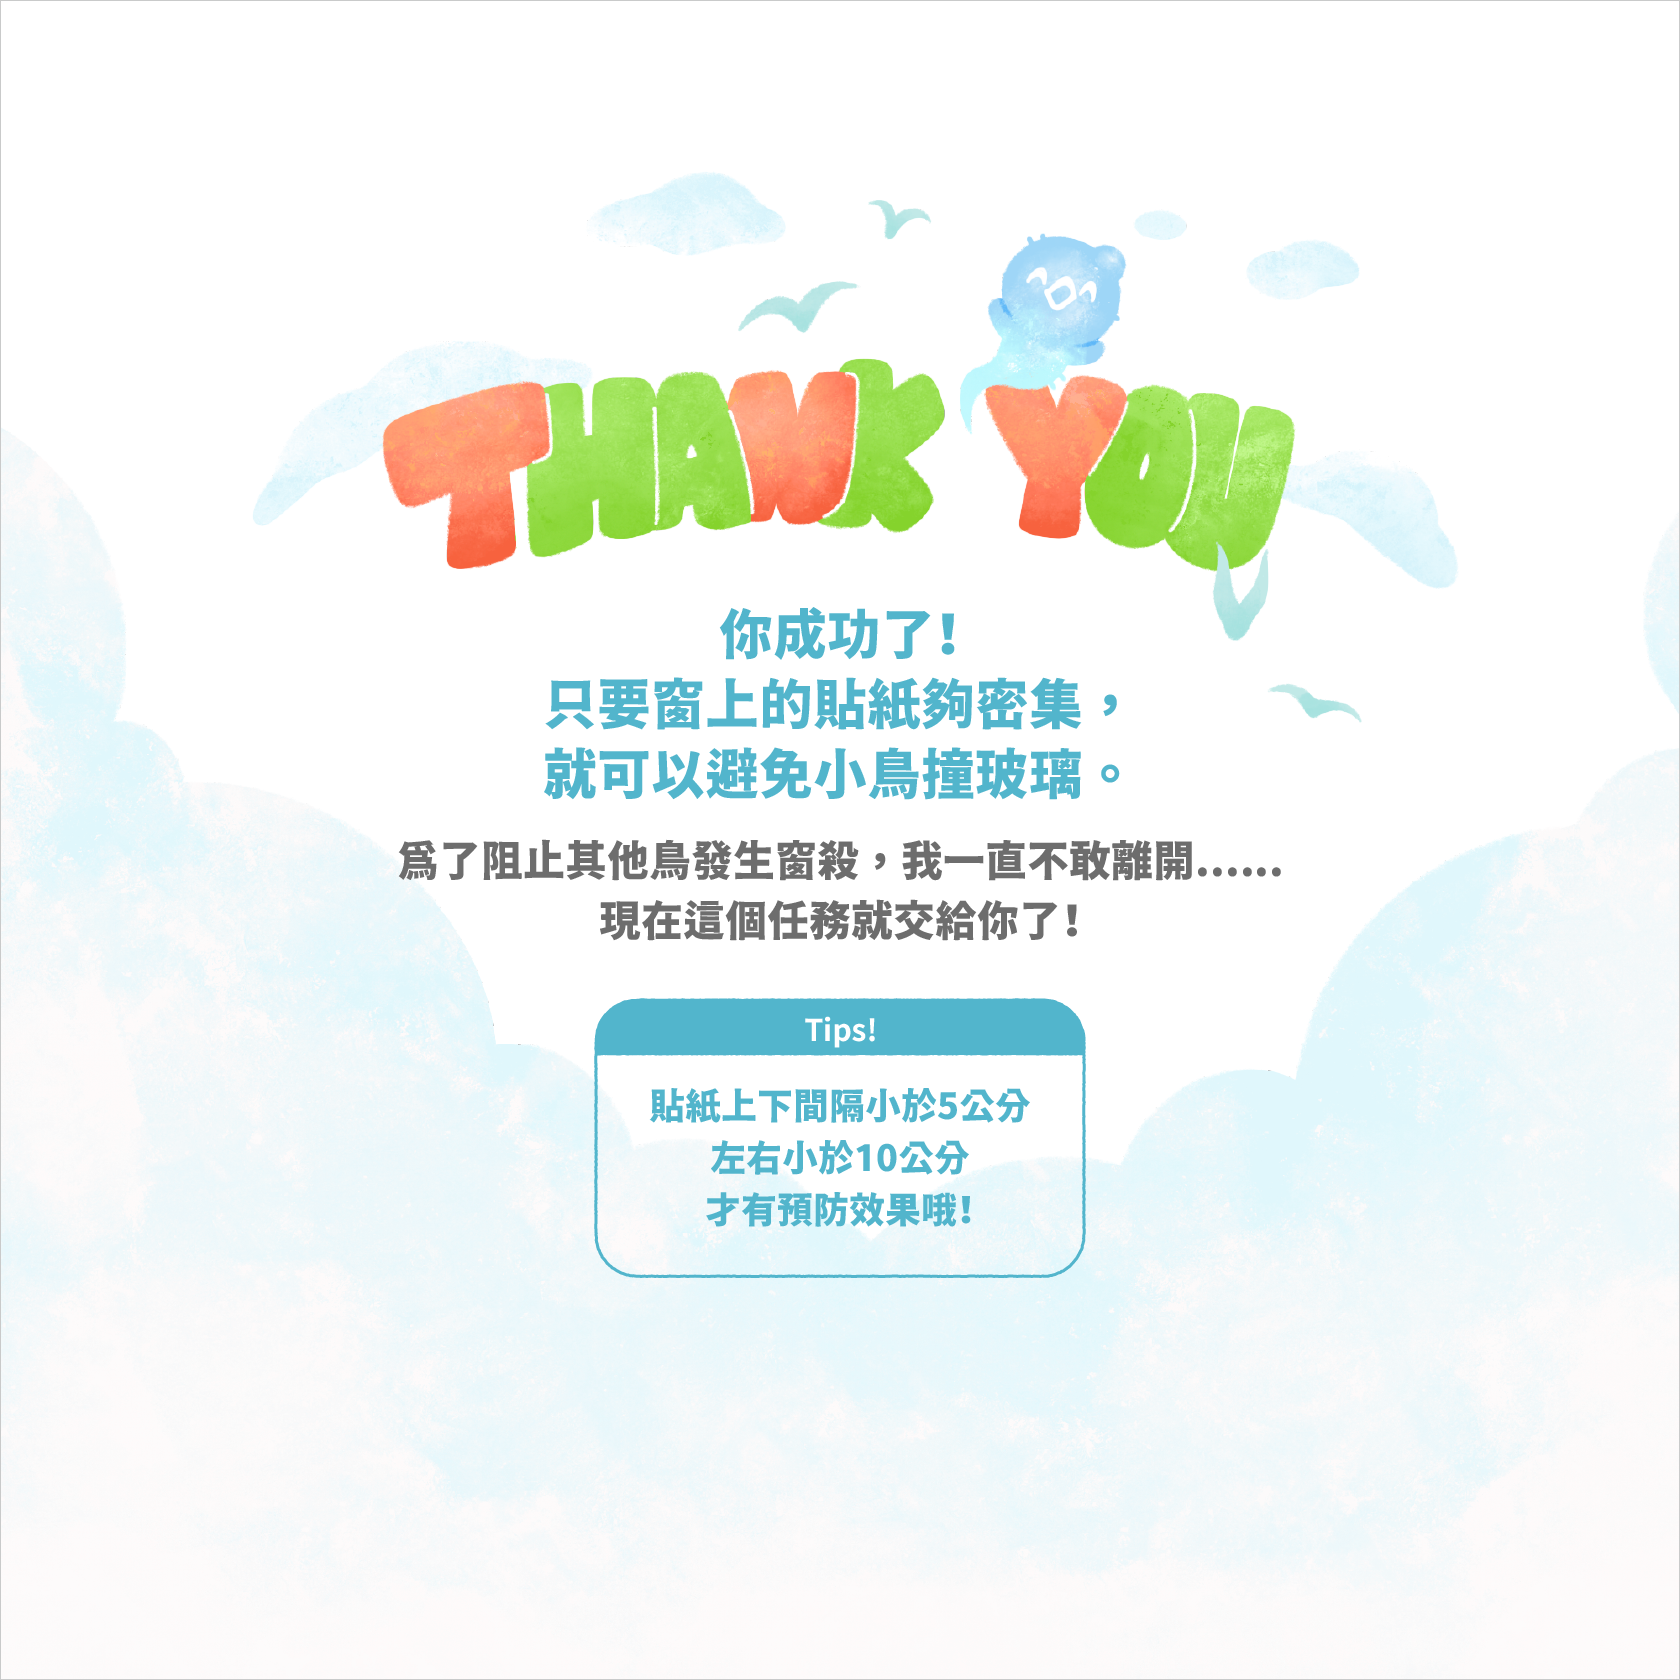 THANK YOU
你成功了!
只要窗上的貼紙夠密集，
就可以避免小鳥撞玻璃。
爲了阻止其他鳥發生窗殺，我一直不敢離開......
現在這個任務就交給你了!
Tips!
貼紙上下間隔小於5公分
左右小於10公分
才有預防效果哦!